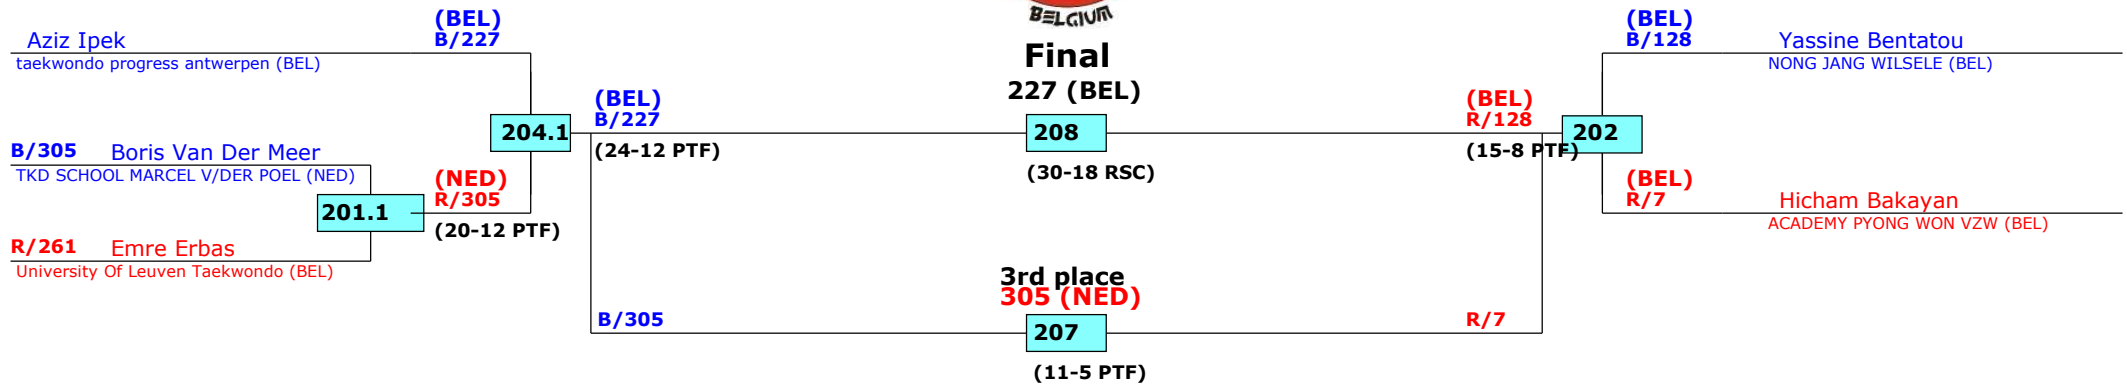 BELGIUM
Final
227 (BEL)
(BEL)
B/227
Aziz Ipek
taekwondo progress antwerpen (BEL)
204.1
B/305 Boris Van Der Meer
TKD SCHOOL MARCEL V/DER POEL (NED)
201.1
(NED)
R/305
(20-12 PTF)
R/261 Emre Erbas
University Of Leuven Taekwondo (BEL)
(BEL)
B/227
(24-12 PTF)
208
(30-18 RSC)
3rd place
305 (NED)
B/305
207
R/7
(11-5 PTF)
(BEL)
R/128
(15-8 PTF)
202
(BEL)
B/128
Yassine Bentatou
NONG JANG WILSELE (BEL)
(BEL)
R/7
Hicham Bakayan
ACADEMY PYONG WON VZW (BEL)